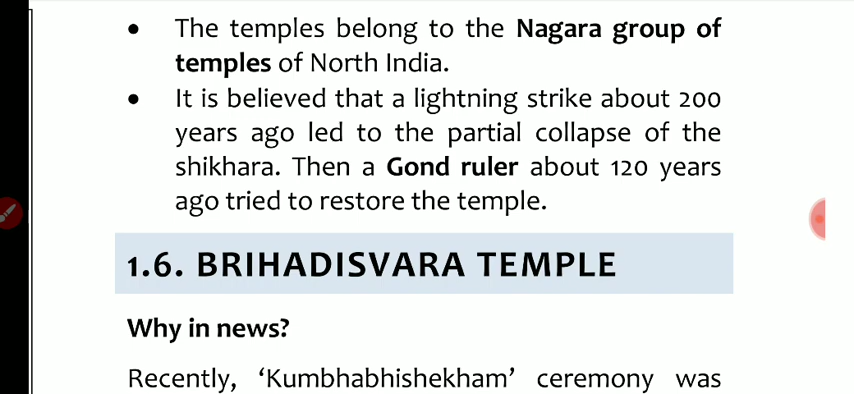 • The temples belong to the Nagara group of
temples of North India.
• It is believed that a lightning strike about 200
years ago led to the partial collapse of the
shikhara. Then a Gond ruler about 120 years
ago tried to restore the temple.
1.6. BRIHADISVARA TEMPLE
Why in news?
Recently, ‘Kumbhabhishekham’ ceremony was